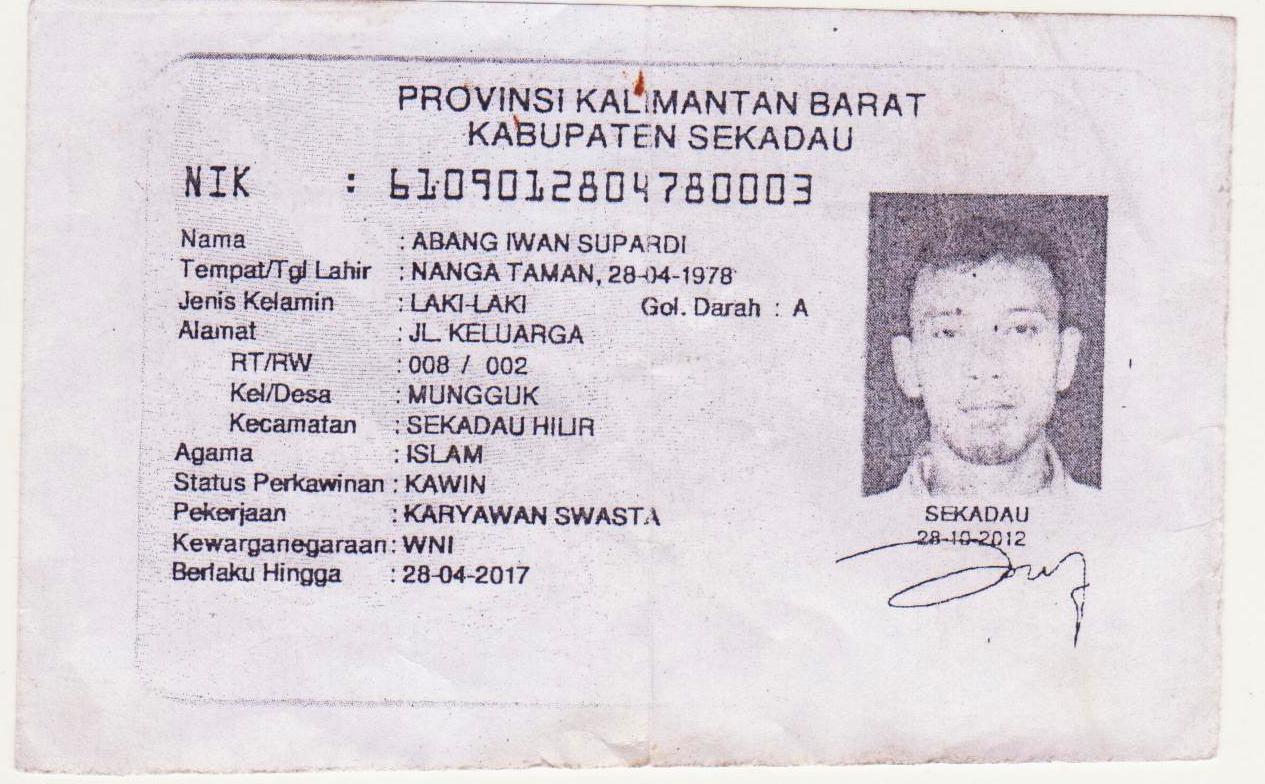 PROVINSI KALIMANTAN BARAT
KABUPATEN SEKADAU
NIK : 6109012804780003
Nama : ABANG IWAN SUPARDI
Tempat/Tgl Lahir : NANGA TAMAN, 28-04-1978
Jenis Kelamin : LAKI-LAKI Gol. Darah : A
Alamat : JL. KELUARGA
RT/RW : 008 / 002
Kel/Desa : MUNGGUK
Kecamatan : SEKADAU HILIR
Agama : ISLAM
Status Perkawinan : KAWIN
Pekerjaan : KARYAWAN SWASTA
Kewarganegaraan : WNI
Berlaku Hingga : 28-04-2017
SEKADAU
28-10-2012